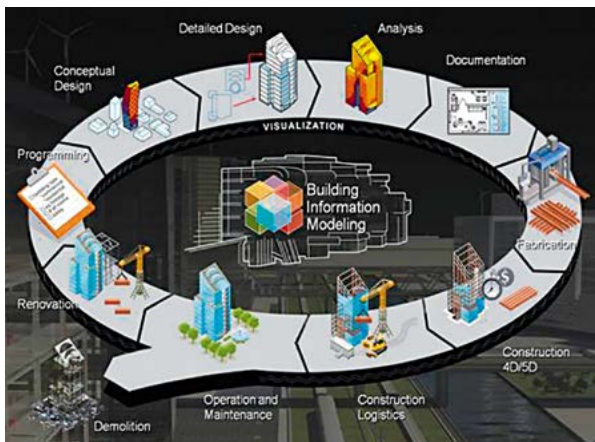 Detailed Design
Analysis
Conceptual
Design
Documentation
VISUALIZATION
Programming
Building
Information
Modeling
Fabrication
Renovation
Construction
4D/5D
Operation and
Maintenance
Construction
Logistics
Demolition